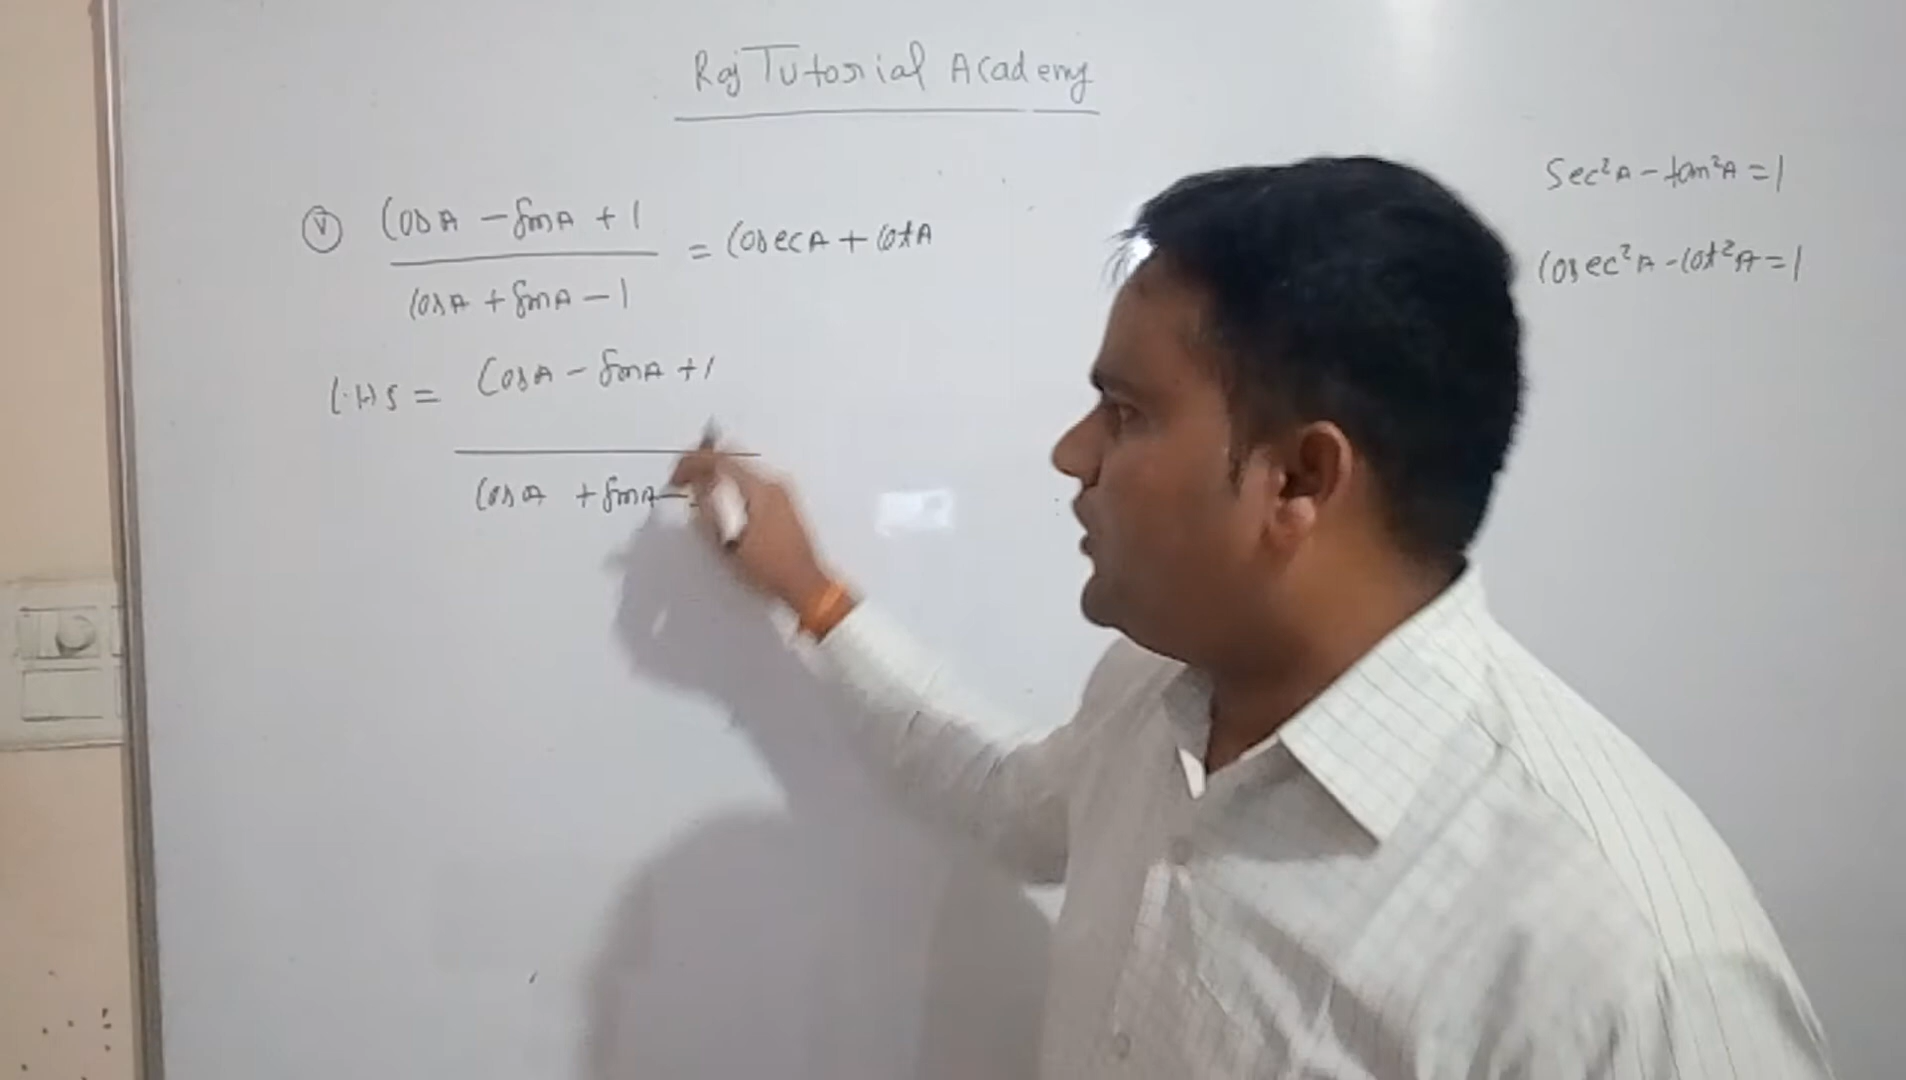 Raj Tutorial Academy
(v) CosA - SinA + 1 / CosA + SinA - 1 = CosecA + CotA
L.H.S = CosA - SinA + 1 / CosA + SinA -
Sec²A - tan²A = 1
Cosec²A - Cot²A = 1